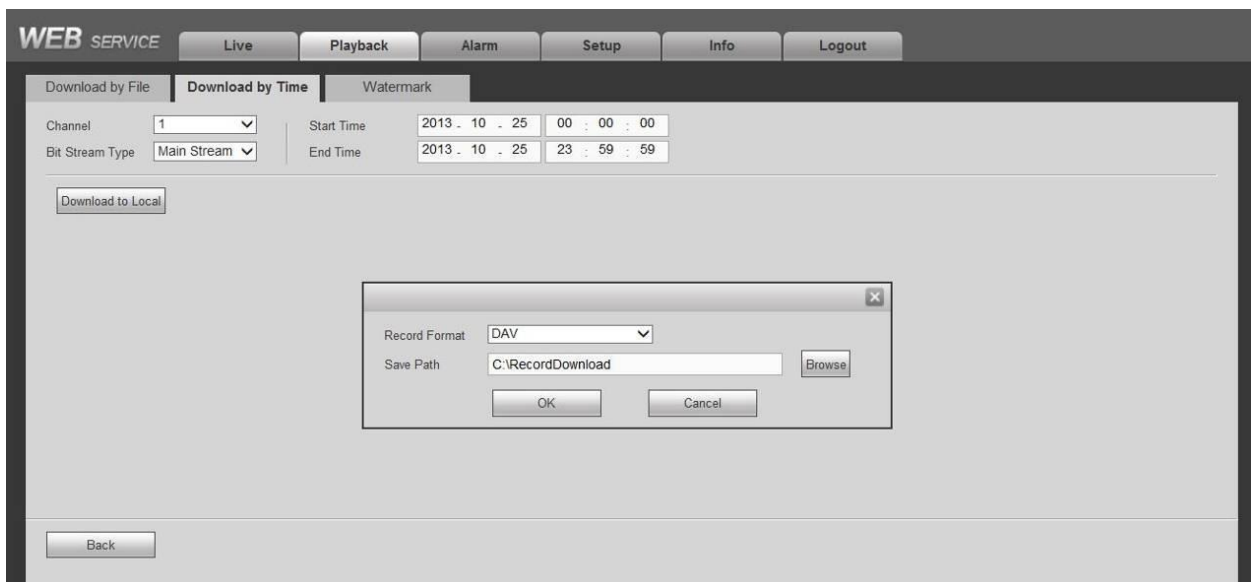 WEB SERVICE Live Playback Alarm Setup Info Logout
Download by File Download by Time Watermark
Channel 1 Start Time 2013 - 10 - 25 00 : 00 : 00
Bit Stream Type Main Stream End Time 2013 - 10 - 25 23 : 59 : 59
Download to Local
Record Format DAV
Save Path C:\RecordDownload Browse
OK Cancel
Back